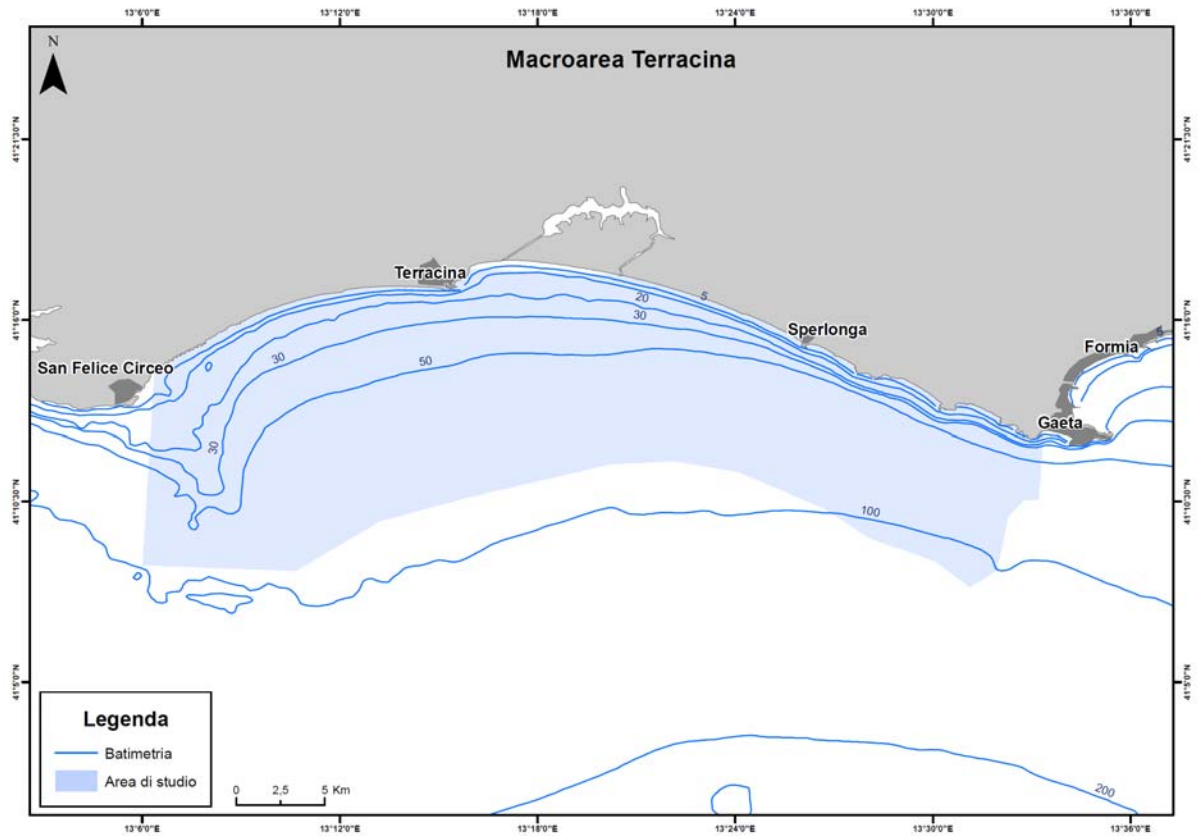 13°6'0"E 13°12'0"E 13°18'0"E 13°24'0"E 13°30'0"E 13°36'0"E
N
Macroarea Terracina
41°21'30"N 41°21'30"N
Terracina
20 5
41°16'0"N 41°16'0"N
30
Sperlonga
5
Formia
San Felice Circeo
30
50
Gaeta
30
41°10'30"N 41°10'30"N
100
41°5'0"N 41°5'0"N
Legenda
Batimetria
Area di studio
0 2,5 5 Km
200
13°6'0"E 13°12'0"E 13°18'0"E 13°24'0"E 13°30'0"E 13°36'0"E